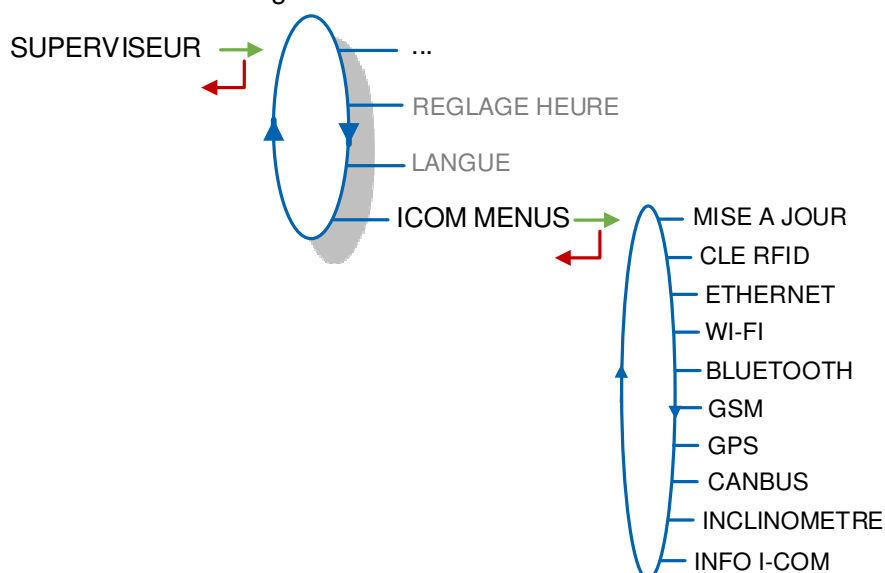 SUPERVISEUR
...
REGLAGE HEURE
LANGUE
ICOM MENUS
MISE A JOUR
CLE RFID
ETHERNET
WI-FI
BLUETOOTH
GSM
GPS
CANBUS
INCLINOMETRE
INFO I-COM